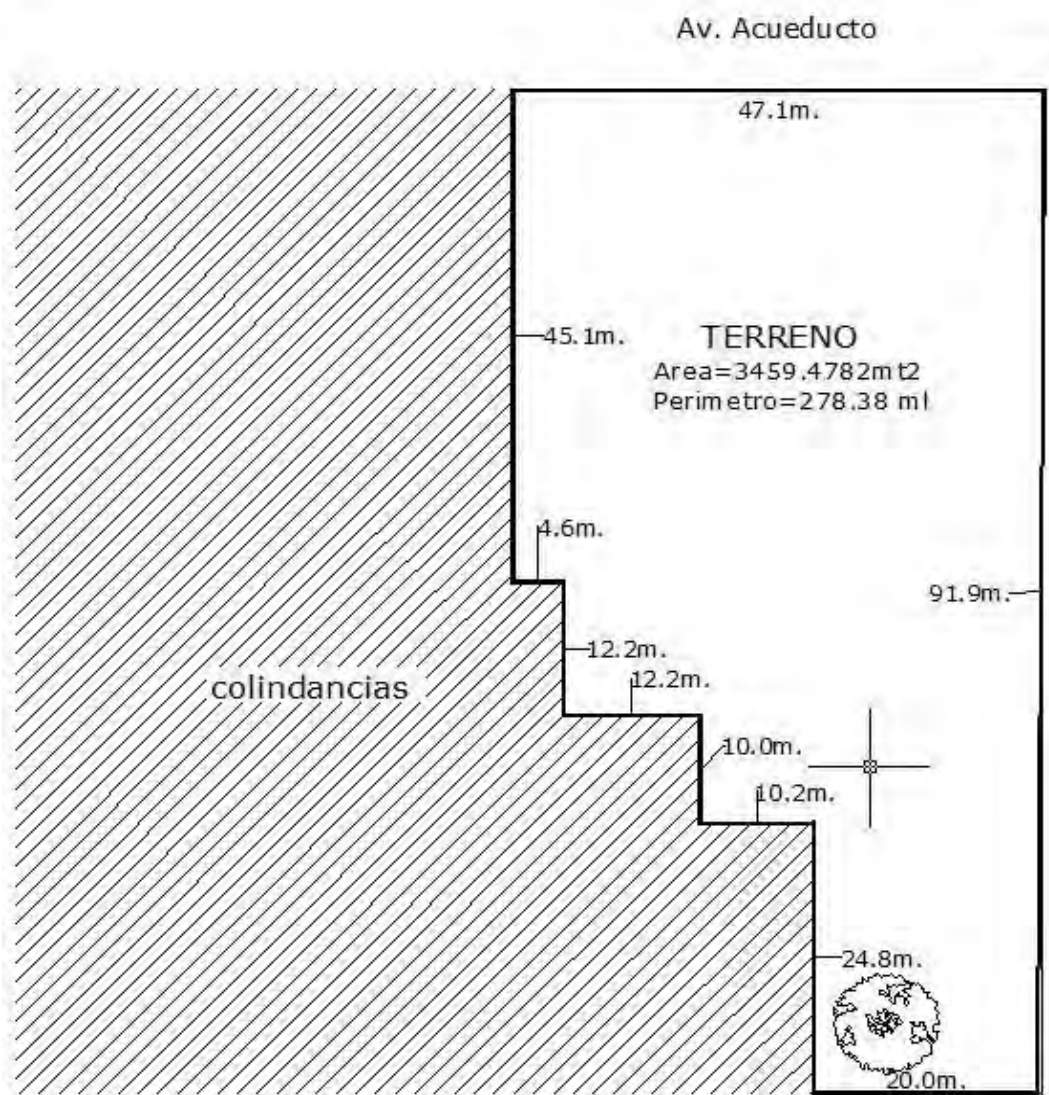 Av. Acueducto
47.1m.
45.1m.
TERRENO
Area=3459.4782mt2
Perimetro=278.38 ml
4.6m.
91.9m.
12.2m.
12.2m.
colindancias
10.0m.
10.2m.
24.8m.
20.0m.